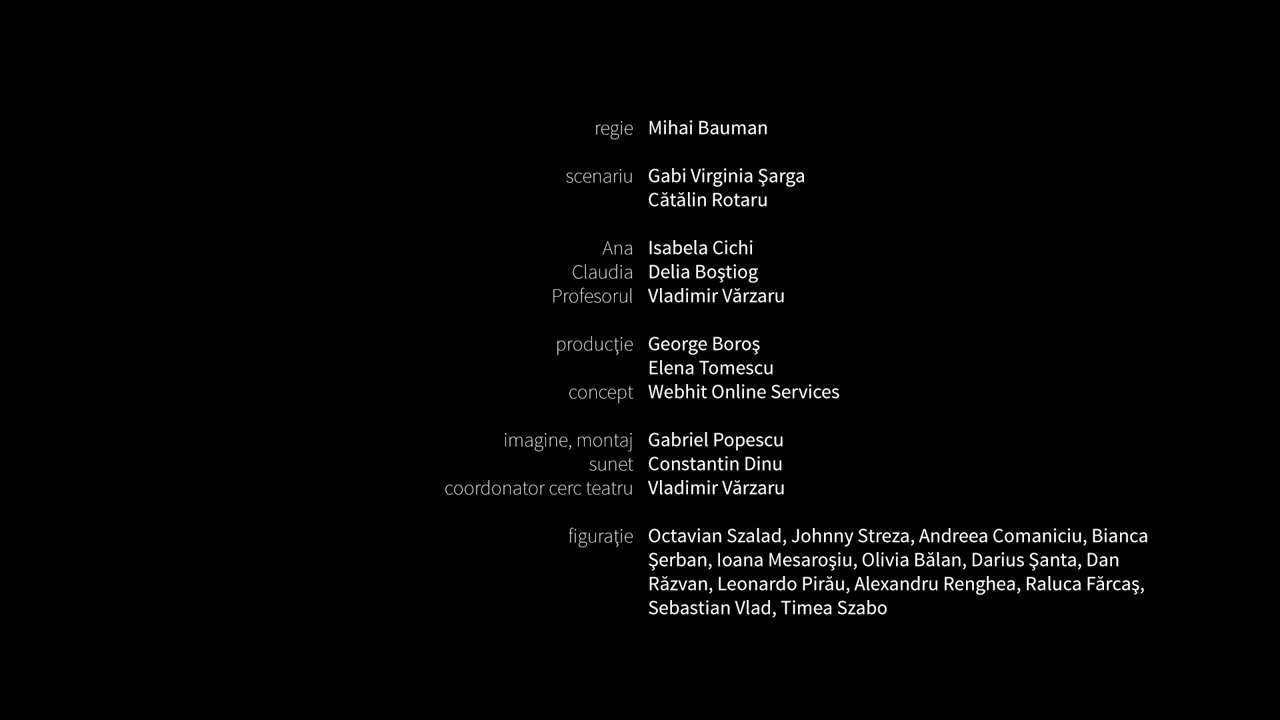 regie Mihai Bauman
scenariu Gabi Virginia Şarga
Cătălin Rotaru
Ana Isabela Cichi
Claudia Delia Boştiog
Profesorul Vladimir Vărzaru
producţie George Boroş
Elena Tomescu
concept Webhit Online Services
imagine, montaj Gabriel Popescu
sunet Constantin Dinu
coordonator cerc teatru Vladimir Vărzaru
figuraţie Octavian Szalad, Johnny Streza, Andreea Comaniciu, Bianca
Şerban, Ioana Mesaroşiu, Olivia Bălan, Darius Şanta, Dan
Răzvan, Leonardo Pirău, Alexandru Renghea, Raluca Fărcaş,
Sebastian Vlad, Timea Szabo